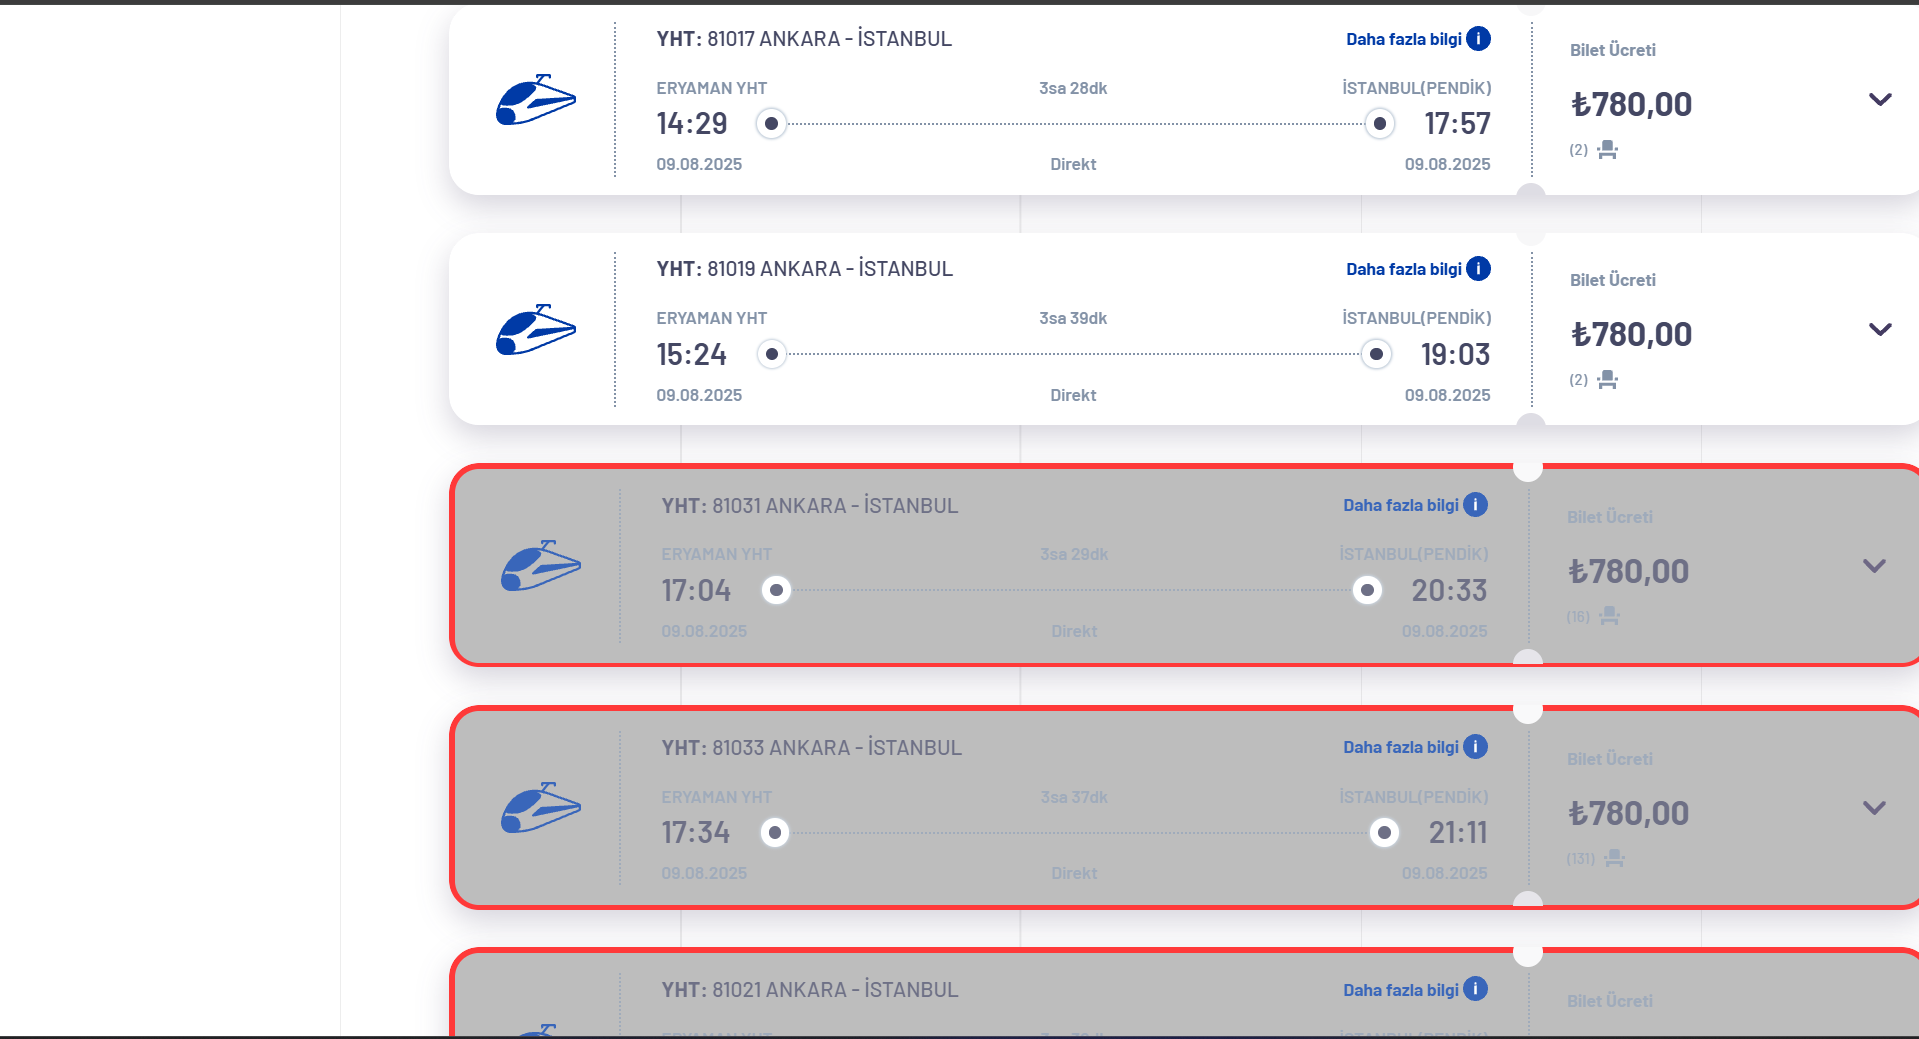 YHT: 81017 ANKARA - İSTANBUL
Daha fazla bilgi i
Bilet Ücreti
ERYAMAN YHT
3sa 28dk
İSTANBUL(PENDİK)
14:29
17:57
₺780,00
09.08.2025
Direkt
09.08.2025
(2)
YHT: 81019 ANKARA - İSTANBUL
Daha fazla bilgi i
Bilet Ücreti
ERYAMAN YHT
3sa 39dk
İSTANBUL(PENDİK)
15:24
19:03
₺780,00
09.08.2025
Direkt
09.08.2025
(2)
YHT: 81031 ANKARA - İSTANBUL
Daha fazla bilgi i
Bilet Ücreti
ERYAMAN YHT
3sa 29dk
İSTANBUL(PENDİK)
17:04
20:33
₺780,00
09.08.2025
Direkt
09.08.2025
(16)
YHT: 81033 ANKARA - İSTANBUL
Daha fazla bilgi i
Bilet Ücreti
ERYAMAN YHT
3sa 37dk
İSTANBUL(PENDİK)
17:34
21:11
₺780,00
09.08.2025
Direkt
09.08.2025
(131)
YHT: 81021 ANKARA - İSTANBUL
Daha fazla bilgi i
Bilet Ücreti